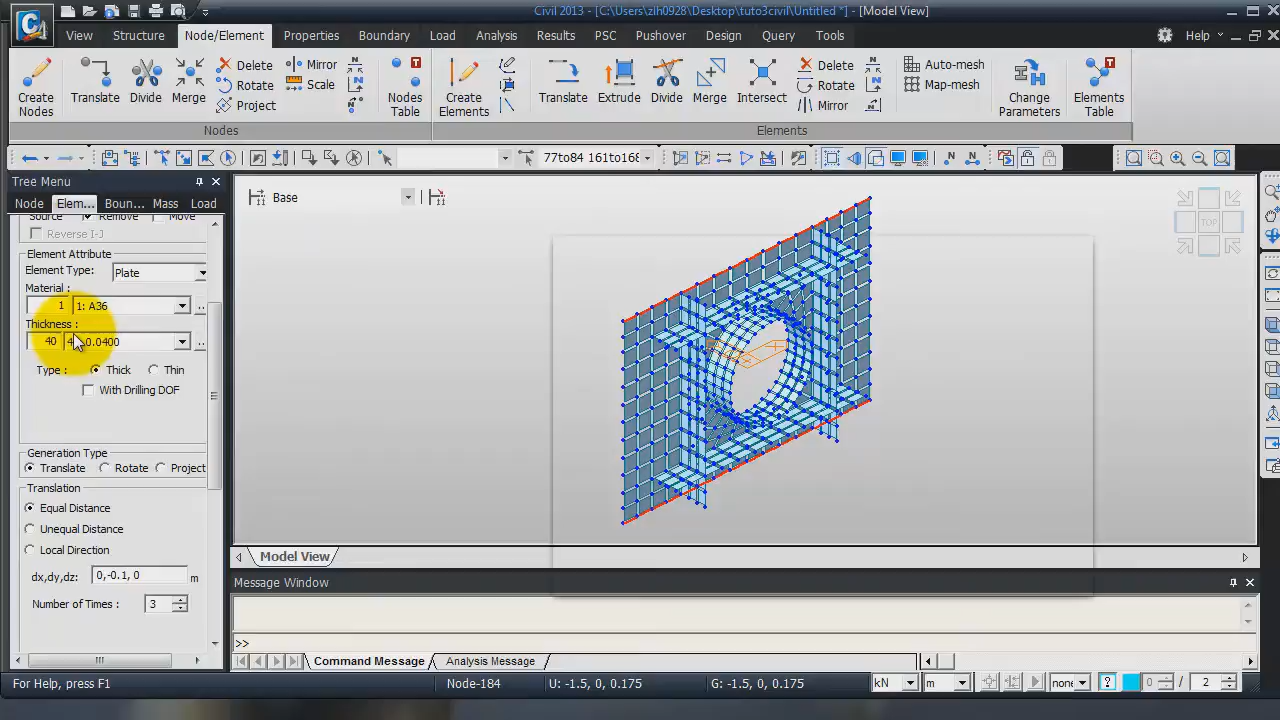 Civil 2013 - [C:\Users\zih0928\Desktop\tuto3civil\Untitled *] - [Model View]
View Structure Node/Element Properties Boundary Load Analysis Results PSC Pushover Design Query Tools Help
Create Nodes
Translate
Divide
Merge
Delete
Rotate
Project
Mirror
Scale
Nodes Table
Nodes
Create Elements
Translate
Extrude
Divide
Merge
Intersect
Delete
Rotate
Mirror
Auto-mesh
Map-mesh
Change Parameters
Elements Table
Elements
77to84 161to168
Tree Menu
Node Elem... Boun... Mass Load
Source Remove Move
Reverse I-J
Element Attribute
Element Type: Plate
Material :
1 1: A36
Thickness :
40 0.0400
Type : Thick Thin
With Drilling DOF
Generation Type
Translate Rotate Project
Translation
Equal Distance
Unequal Distance
Local Direction
dx,dy,dz: 0,-0.1, 0 m
Number of Times : 3
Base
TOP
Model View
Message Window
>>
Command Message Analysis Message
For Help, press F1 Node-184 U: -1.5, 0, 0.175 G: -1.5, 0, 0.175 kN m none ? 0 / 2